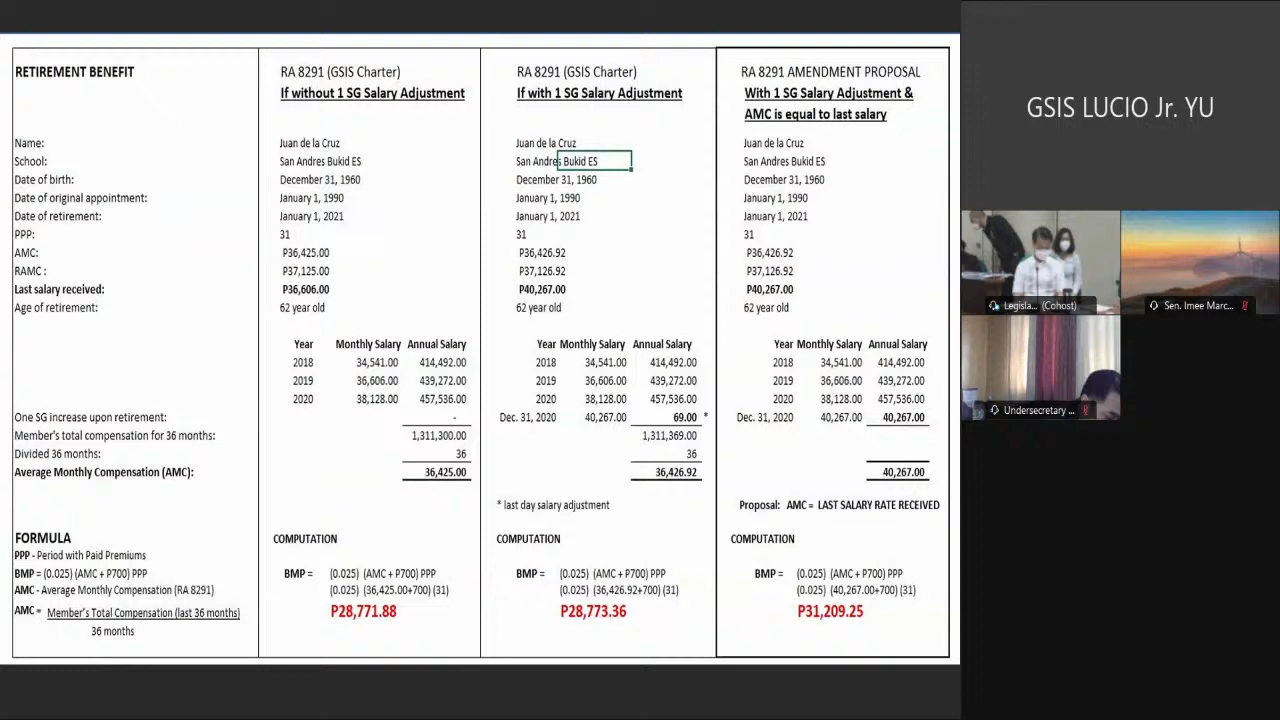 RETIREMENT BENEFIT
RA 8291 (GSIS Charter)
If without 1 SG Salary Adjustment
RA 8291 (GSIS Charter)
If with 1 SG Salary Adjustment
RA 8291 AMENDMENT PROPOSAL
With 1 SG Salary Adjustment &
AMC is equal to last salary
GSIS LUCIO Jr. YU
Name: Juan de la Cruz Juan de la Cruz Juan de la Cruz
School: San Andres Bukid ES San Andres Bukid ES San Andres Bukid ES
Date of birth: December 31, 1960 December 31, 1960 December 31, 1960
Date of original appointment: January 1, 1990 January 1, 1990 January 1, 1990
Date of retirement: January 1, 2021 January 1, 2021 January 1, 2021
PPP: 31 31 31
AMC: P36,425.00 P36,426.92 P36,426.92
RAMC : P37,125.00 P37,126.92 P37,126.92
Last salary received: P36,606.00 P40,267.00 P40,267.00
Age of retirement: 62 year old 62 year old 62 year old
Year Monthly Salary Annual Salary Year Monthly Salary Annual Salary Year Monthly Salary Annual Salary
2018 34,541.00 414,492.00 2018 34,541.00 414,492.00 2018 34,541.00 414,492.00
2019 36,606.00 439,272.00 2019 36,606.00 439,272.00 2019 36,606.00 439,272.00
2020 38,128.00 457,536.00 2020 38,128.00 457,536.00 2020 38,128.00 457,536.00
One SG increase upon retirement: - Dec. 31, 2020 40,267.00 69.00 * Dec. 31, 2020 40,267.00 40,267.00
Member's total compensation for 36 months: 1,311,300.00 1,311,369.00
Divided 36 months: 36 36
Average Monthly Compensation (AMC): 36,425.00 36,426.92 40,267.00
* last day salary adjustment Proposal: AMC = LAST SALARY RATE RECEIVED
FORMULA COMPUTATION COMPUTATION COMPUTATION
PPP - Period with Paid Premiums
BMP = (0.025) (AMC + P700) PPP BMP = (0.025) (AMC + P700) PPP BMP = (0.025) (AMC + P700) PPP BMP = (0.025) (AMC + P700) PPP
AMC - Average Monthly Compensation (RA 8291) (0.025) (36,425.00+700) (31) (0.025) (36,426.92+700) (31) (0.025) (40,267.00+700) (31)
AMC = Member's Total Compensation (last 36 months) P28,771.88 P28,773.36 P31,209.25
36 months
Legisla... (Cohost)
Sen. Imee Marc...
Undersecretary ...